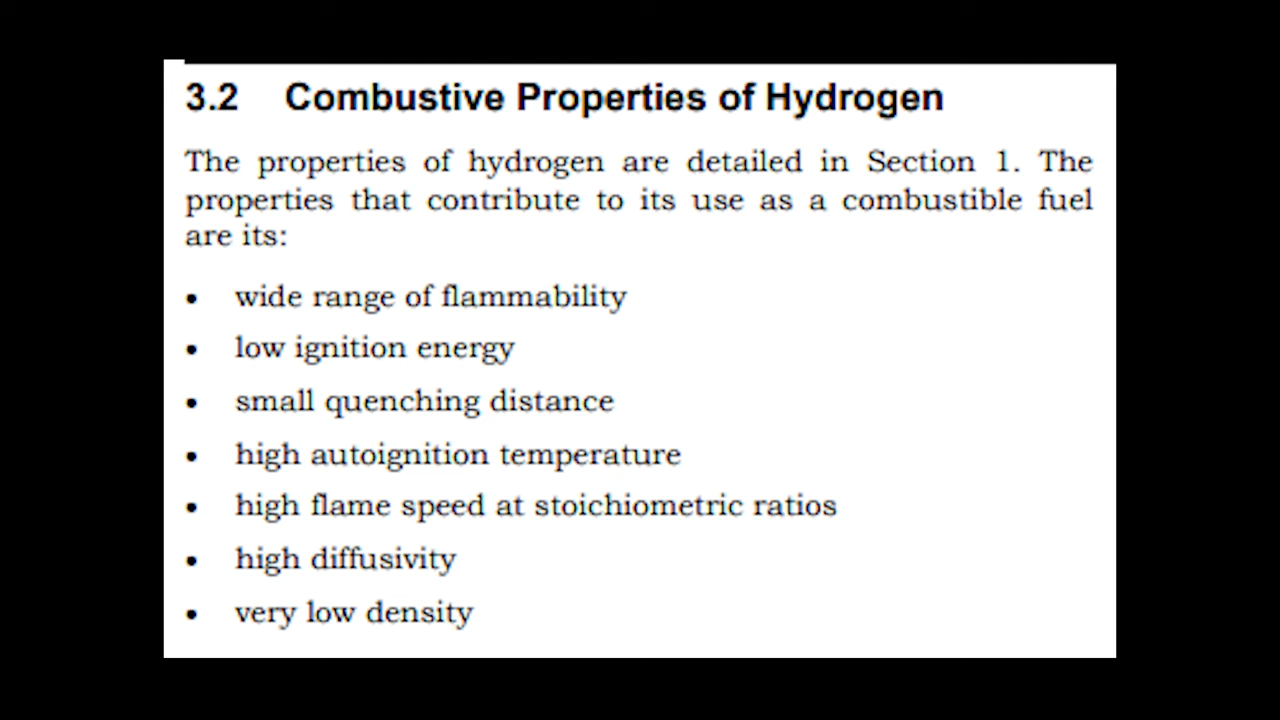 3.2 Combustive Properties of Hydrogen
The properties of hydrogen are detailed in Section 1. The
properties that contribute to its use as a combustible fuel
are its:
• wide range of flammability
• low ignition energy
• small quenching distance
• high autoignition temperature
• high flame speed at stoichiometric ratios
• high diffusivity
• very low density